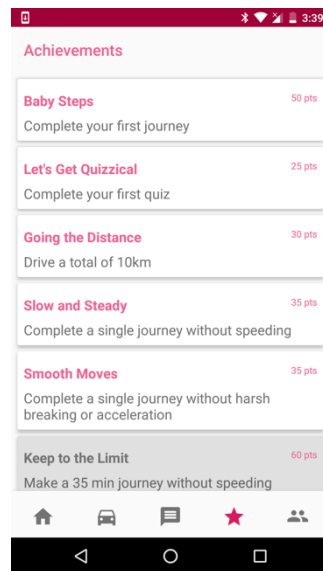 3:39
Achievements
Baby Steps 50 pts
Complete your first journey
Let's Get Quizzical 25 pts
Complete your first quiz
Going the Distance 30 pts
Drive a total of 10km
Slow and Steady 35 pts
Complete a single journey without speeding
Smooth Moves 35 pts
Complete a single journey without harsh
breaking or acceleration
Keep to the Limit 60 pts
Make a 35 min journey without speeding